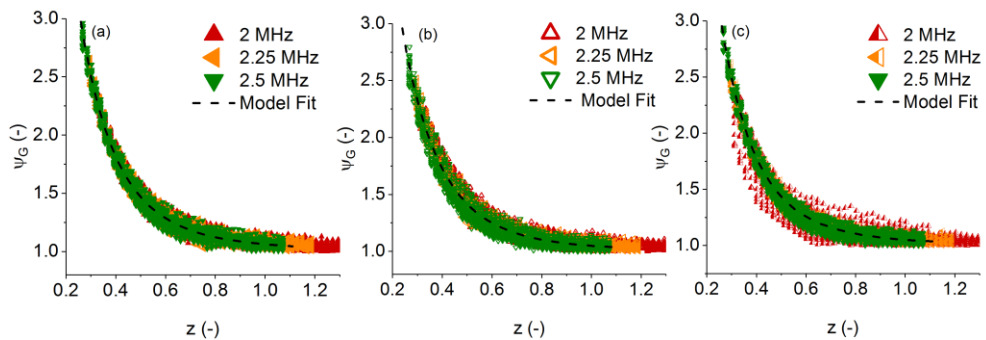 (a)
2 MHz
2.25 MHz
2.5 MHz
Model Fit
3.0
2.5
2.0
1.5
1.0
ψG (-)
0.2 0.4 0.6 0.8 1.0 1.2
z (-)
(b)
2 MHz
2.25 MHz
2.5 MHz
Model Fit
3.0
2.5
2.0
1.5
1.0
ψG (-)
0.2 0.4 0.6 0.8 1.0 1.2
z (-)
(c)
2 MHz
2.25 MHz
2.5 MHz
Model Fit
3.0
2.5
2.0
1.5
1.0
ψG (-)
0.2 0.4 0.6 0.8 1.0 1.2
z (-)